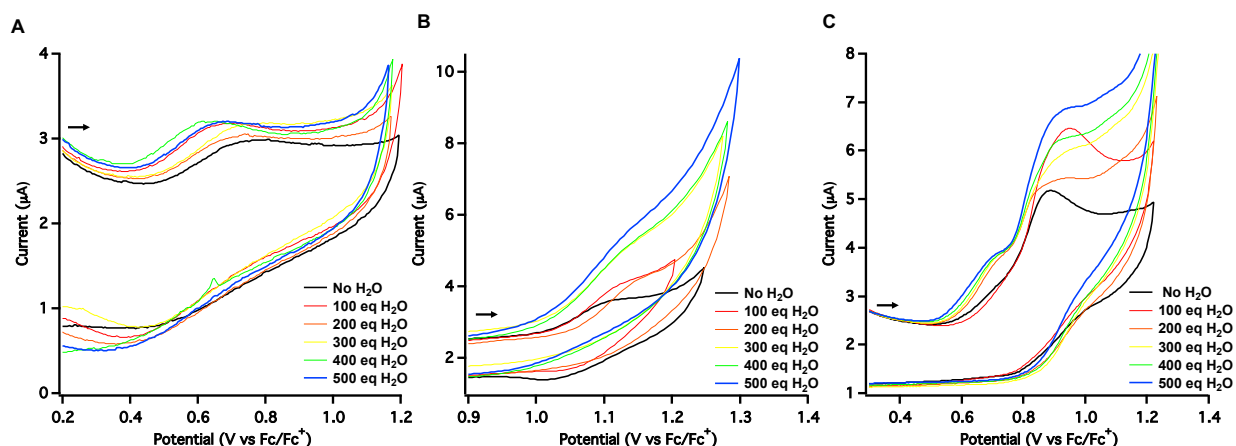 A
4
3
2
1
0
Current (µA)
0.2
0.4
0.6
0.8
1.0
1.2
Potential (V vs Fc/Fc⁺)
No H₂O
100 eq H₂O
200 eq H₂O
300 eq H₂O
400 eq H₂O
500 eq H₂O
B
10
8
6
4
2
Current (µA)
0.9
1.0
1.1
1.2
1.3
1.4
Potential (V vs Fc/Fc⁺)
No H₂O
100 eq H₂O
200 eq H₂O
300 eq H₂O
400 eq H₂O
500 eq H₂O
C
8
7
6
5
4
3
2
1
Current (µA)
0.4
0.6
0.8
1.0
1.2
1.4
Potential (V vs Fc/Fc⁺)
No H₂O
100 eq H₂O
200 eq H₂O
300 eq H₂O
400 eq H₂O
500 eq H₂O